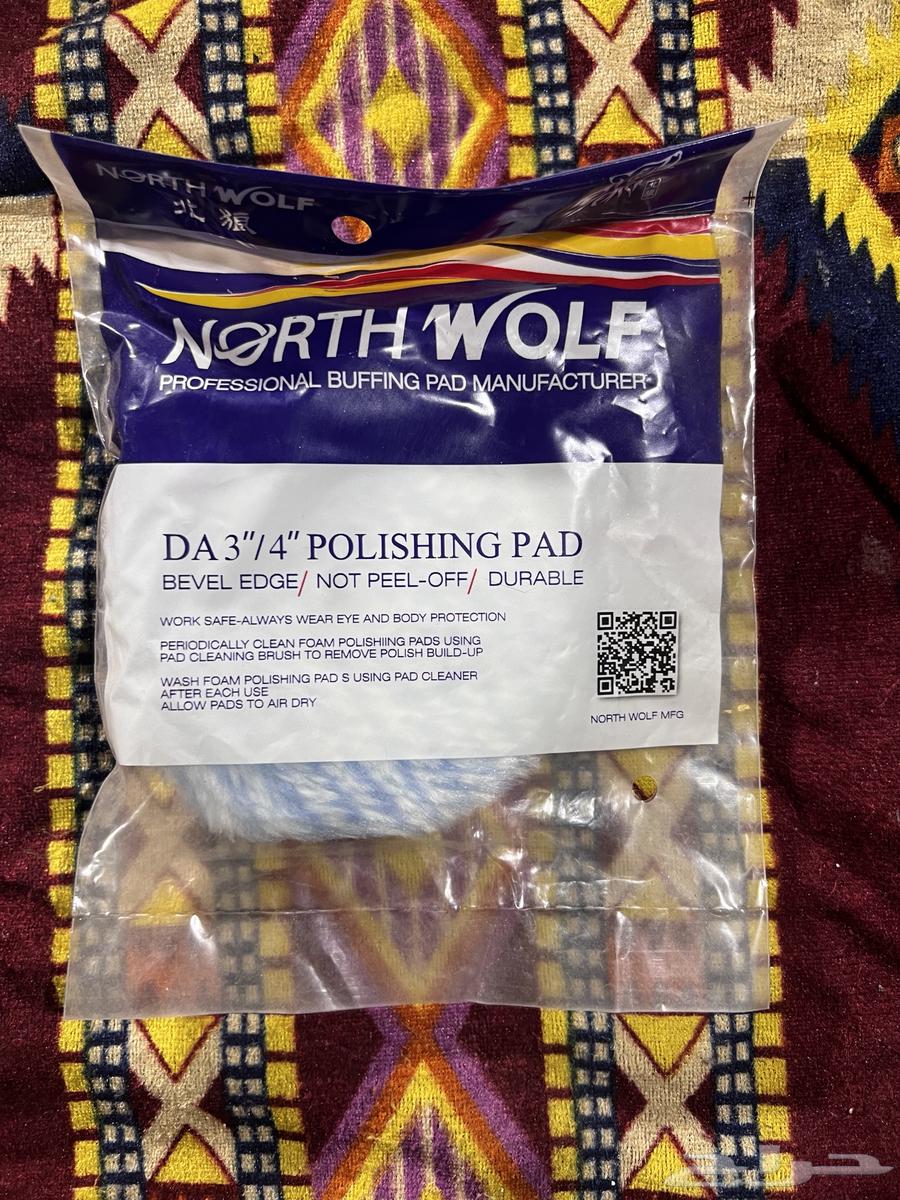 NORTH WOLF
北狼
NORTH WOLF
PROFESSIONAL BUFFING PAD MANUFACTURER
DA 3"/4" POLISHING PAD
BEVEL EDGE/ NOT PEEL-OFF/ DURABLE
WORK SAFE-ALWAYS WEAR EYE AND BODY PROTECTION
PERIODICALLY CLEAN FOAM POLISHIING PADS USING
PAD CLEANING BRUSH TO REMOVE POLISH BUILD-UP
WASH FOAM POLISHING PAD S USING PAD CLEANER
AFTER EACH USE
ALLOW PADS TO AIR DRY
NORTH WOLF MFG
حراج